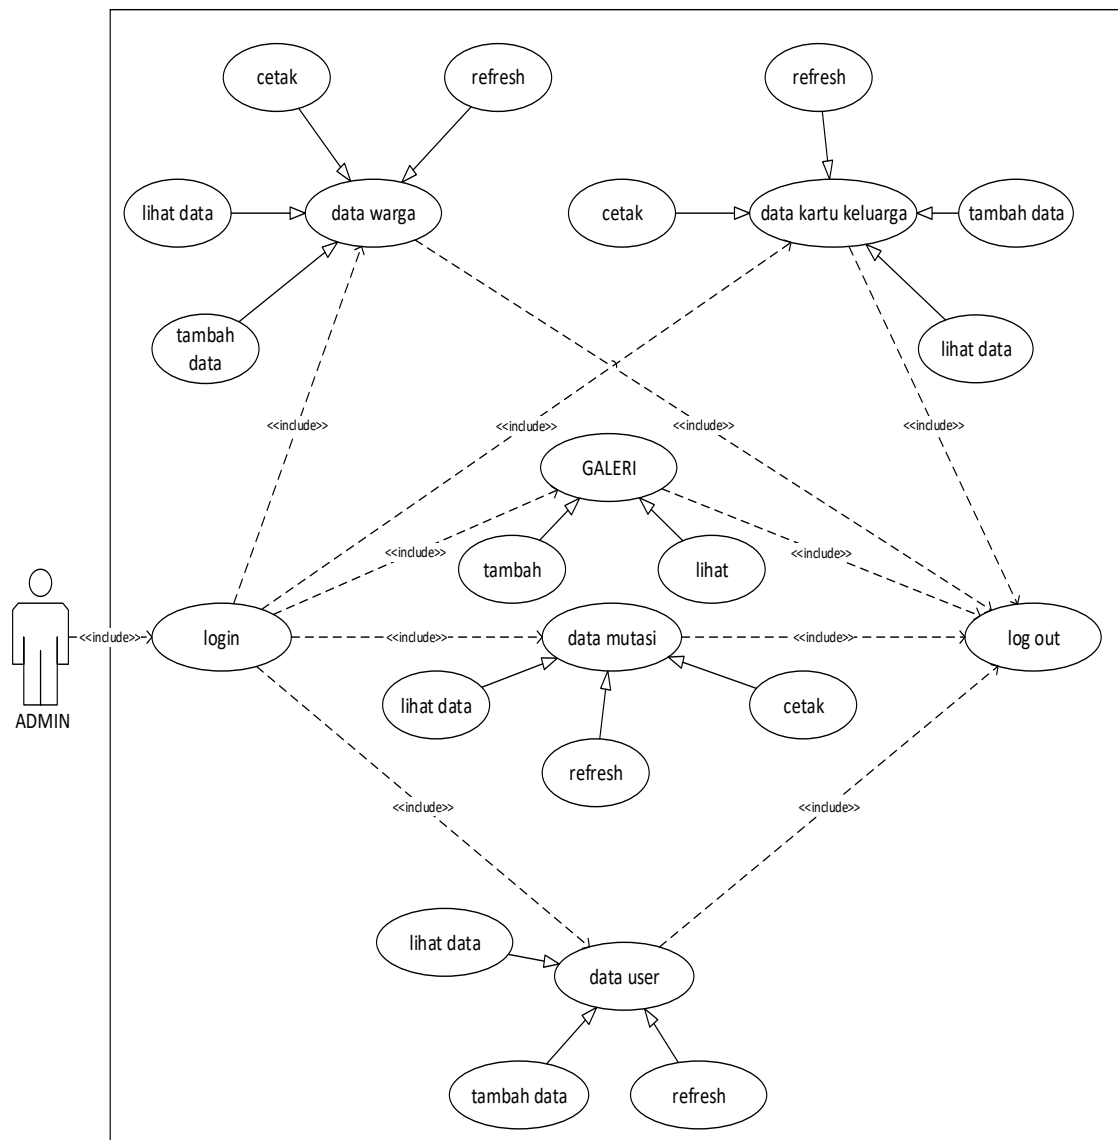 cetak
refresh
refresh
lihat data
data warga
cetak
data kartu keluarga
tambah data
tambah
data
lihat data
<<include>>
<<include>>
<<include>>
<<include>>
GALERI
<<include>>
<<include>>
tambah
lihat
<<include>>
login
<<include>>
data mutasi
<<include>>
log out
lihat data
cetak
ADMIN
refresh
<<include>>
<<include>>
lihat data
data user
tambah data
refresh